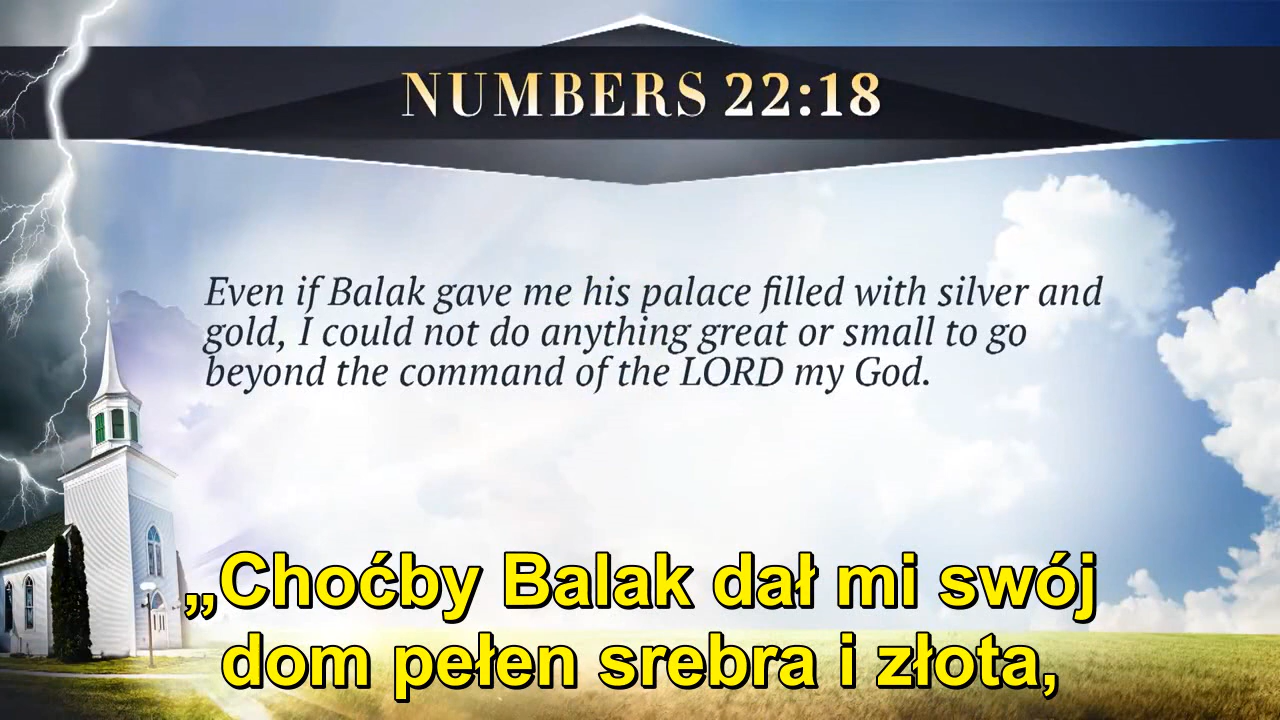 NUMBERS 22:18
Even if Balak gave me his palace filled with silver and
gold, I could not do anything great or small to go
beyond the command of the LORD my God.
„Choćby Balak dał mi swój
dom pełen srebra i złota,